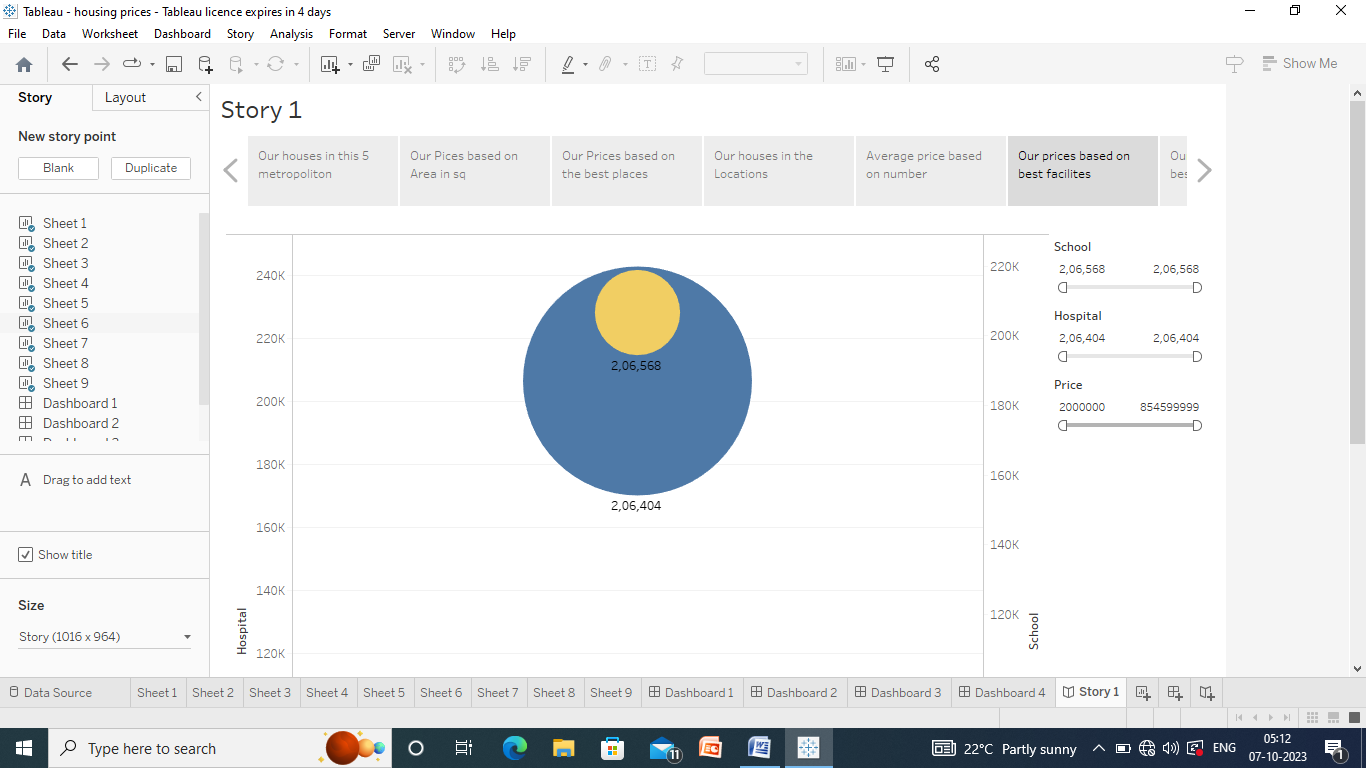 Tableau - housing prices - Tableau licence expires in 4 days
File Data Worksheet Dashboard Story Analysis Format Server Window Help
Show Me
Story Layout
New story point
Blank Duplicate
Sheet 1
Sheet 2
Sheet 3
Sheet 4
Sheet 5
Sheet 6
Sheet 7
Sheet 8
Sheet 9
Dashboard 1
Dashboard 2
A Drag to add text
Show title
Size
Story (1016 x 964)
Story 1
Our houses in this 5
metropoliton
Our Pices based on
Area in sq
Our Prices based on
the best places
Our houses in the
Locations
Average price based
on number
Our prices based on
best facilites
Ou
bes
240K
220K
200K
180K
160K
140K
120K
Hospital
2,06,568
2,06,404
220K
200K
180K
160K
140K
120K
School
School
2,06,568 2,06,568
Hospital
2,06,404 2,06,404
Price
2000000 854599999
Data Source Sheet 1 Sheet 2 Sheet 3 Sheet 4 Sheet 5 Sheet 6 Sheet 7 Sheet 8 Sheet 9 Dashboard 1 Dashboard 2 Dashboard 3 Dashboard 4 Story 1
Type here to search
11
22°C Partly sunny
ENG
05:12
07-10-2023
1